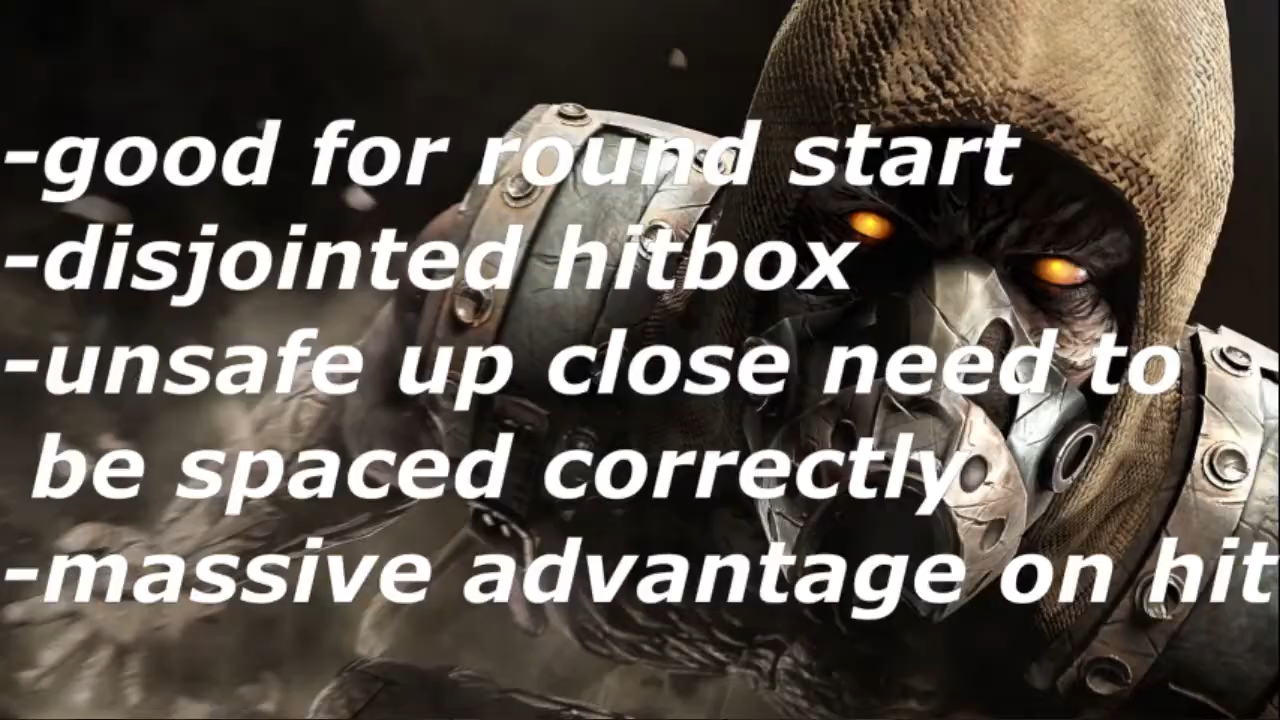 -good for round start
-disjointed hitbox
-unsafe up close need to
be spaced correctly
-massive advantage on hit